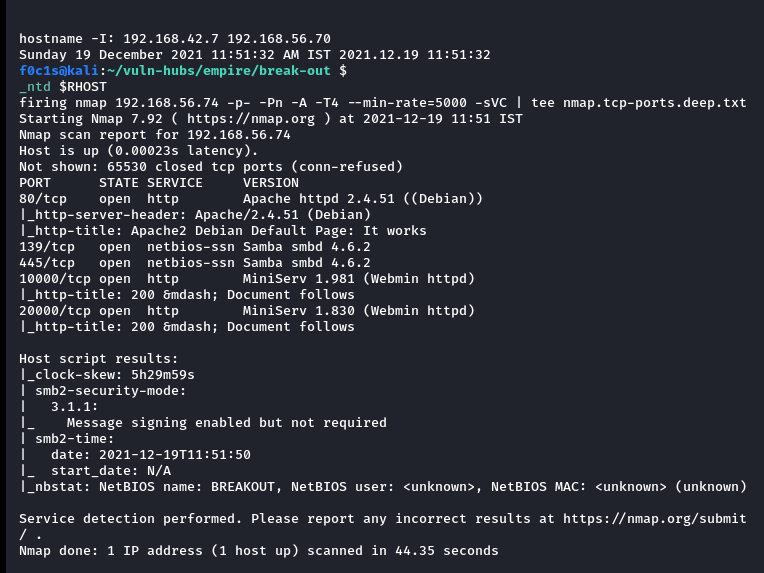 hostname -I: 192.168.42.7 192.168.56.70
Sunday 19 December 2021 11:51:32 AM IST 2021.12.19 11:51:32
f0c1s@kali:~/vuln-hubs/empire/break-out $
_ntd $RHOST
firing nmap 192.168.56.74 -p- -Pn -A -T4 --min-rate=5000 -sVC | tee nmap.tcp-ports.deep.txt
Starting Nmap 7.92 ( https://nmap.org ) at 2021-12-19 11:51 IST
Nmap scan report for 192.168.56.74
Host is up (0.00023s latency).
Not shown: 65530 closed tcp ports (conn-refused)
PORT      STATE SERVICE     VERSION
80/tcp    open  http        Apache httpd 2.4.51 ((Debian))
|_http-server-header: Apache/2.4.51 (Debian)
|_http-title: Apache2 Debian Default Page: It works
139/tcp   open  netbios-ssn Samba smbd 4.6.2
445/tcp   open  netbios-ssn Samba smbd 4.6.2
10000/tcp open  http        MiniServ 1.981 (Webmin httpd)
|_http-title: 200 &mdash; Document follows
20000/tcp open  http        MiniServ 1.830 (Webmin httpd)
|_http-title: 200 &mdash; Document follows

Host script results:
|_clock-skew: 5h29m59s
| smb2-security-mode:
|   3.1.1:
|_    Message signing enabled but not required
| smb2-time:
|   date: 2021-12-19T11:51:50
|_  start_date: N/A
|_nbstat: NetBIOS name: BREAKOUT, NetBIOS user: <unknown>, NetBIOS MAC: <unknown> (unknown)

Service detection performed. Please report any incorrect results at https://nmap.org/submit
/ .
Nmap done: 1 IP address (1 host up) scanned in 44.35 seconds